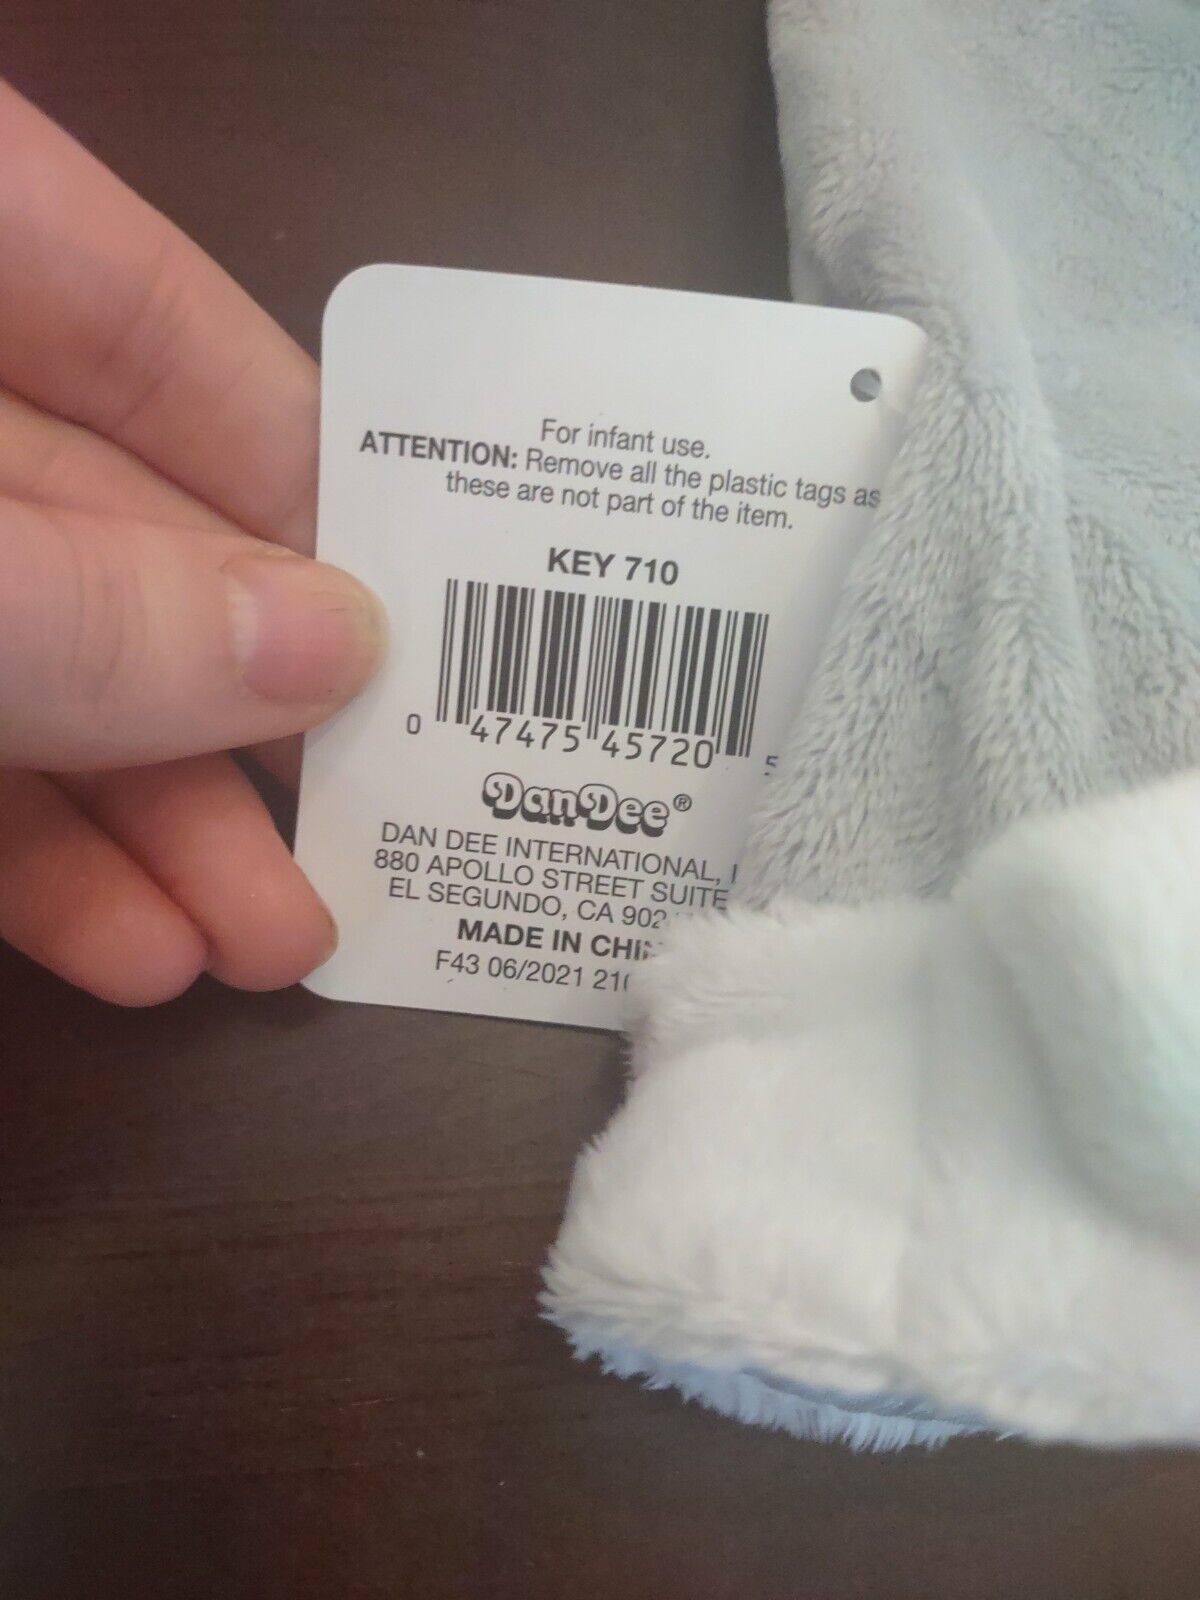 For infant use.
ATTENTION: Remove all the plastic tags as
these are not part of the item.
KEY 710
0 47475 45720 5
DanDee®
DAN DEE INTERNATIONAL,
880 APOLLO STREET SUITE
EL SEGUNDO, CA
MADE IN
F43 06/2021